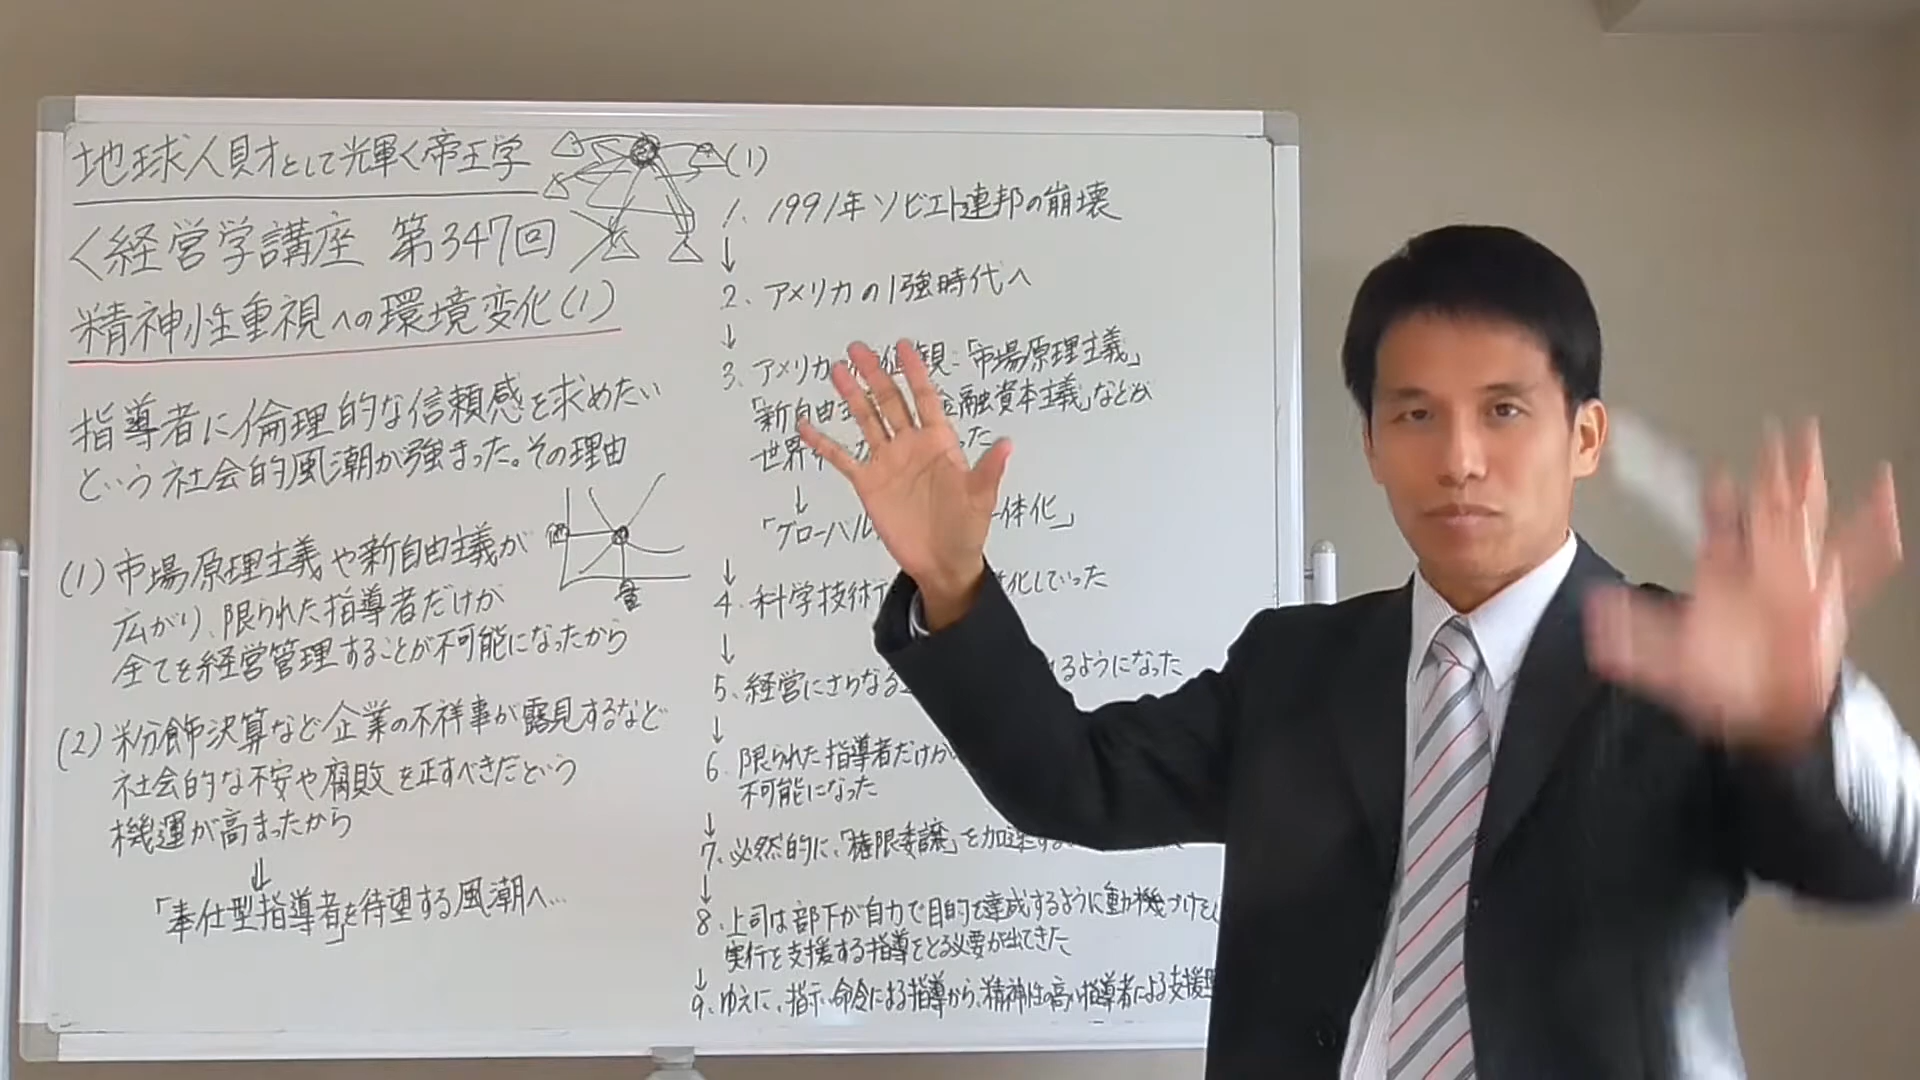 地球人財として輝く帝王学
<経営学講座 第347回
精神性重視への環境変化(1)
指導者に倫理的な信頼感を求めたい
という社会的風潮が強まった。その理由
(1)市場原理主義や新自由主義が
広がり、限られた指導者だけが
全てを経営管理することが不可能になったから
(2)粉飾決算など企業の不祥事が露見するなど
社会的な不安や腐敗を正すべきだという
機運が高まったから
↓
「奉仕型指導者」を待望する風潮へ…
(1)
1. 1991年ソビエト連邦の崩壊
↓
2. アメリカの1強時代へ
↓
3. アメリカ 値観:「市場原理主義」
「新自由主 金融資本主義」などが
世界 った
↓
「グローバル 一体化」
↓
4. 科学技術 化していった
↓
5. 経営にさらなる るようになった
↓
6. 限られた指導者だけが
不可能になった
↓
7. 必然的に、「権限委譲」を加速する
↓
8. 上司は部下が自力で目的を達成するように動機づけをし
実行を支援する指導をとる必要が出てきた
↓
9. ゆえに、指示・命令による指導から、精神性の高い指導者による支援